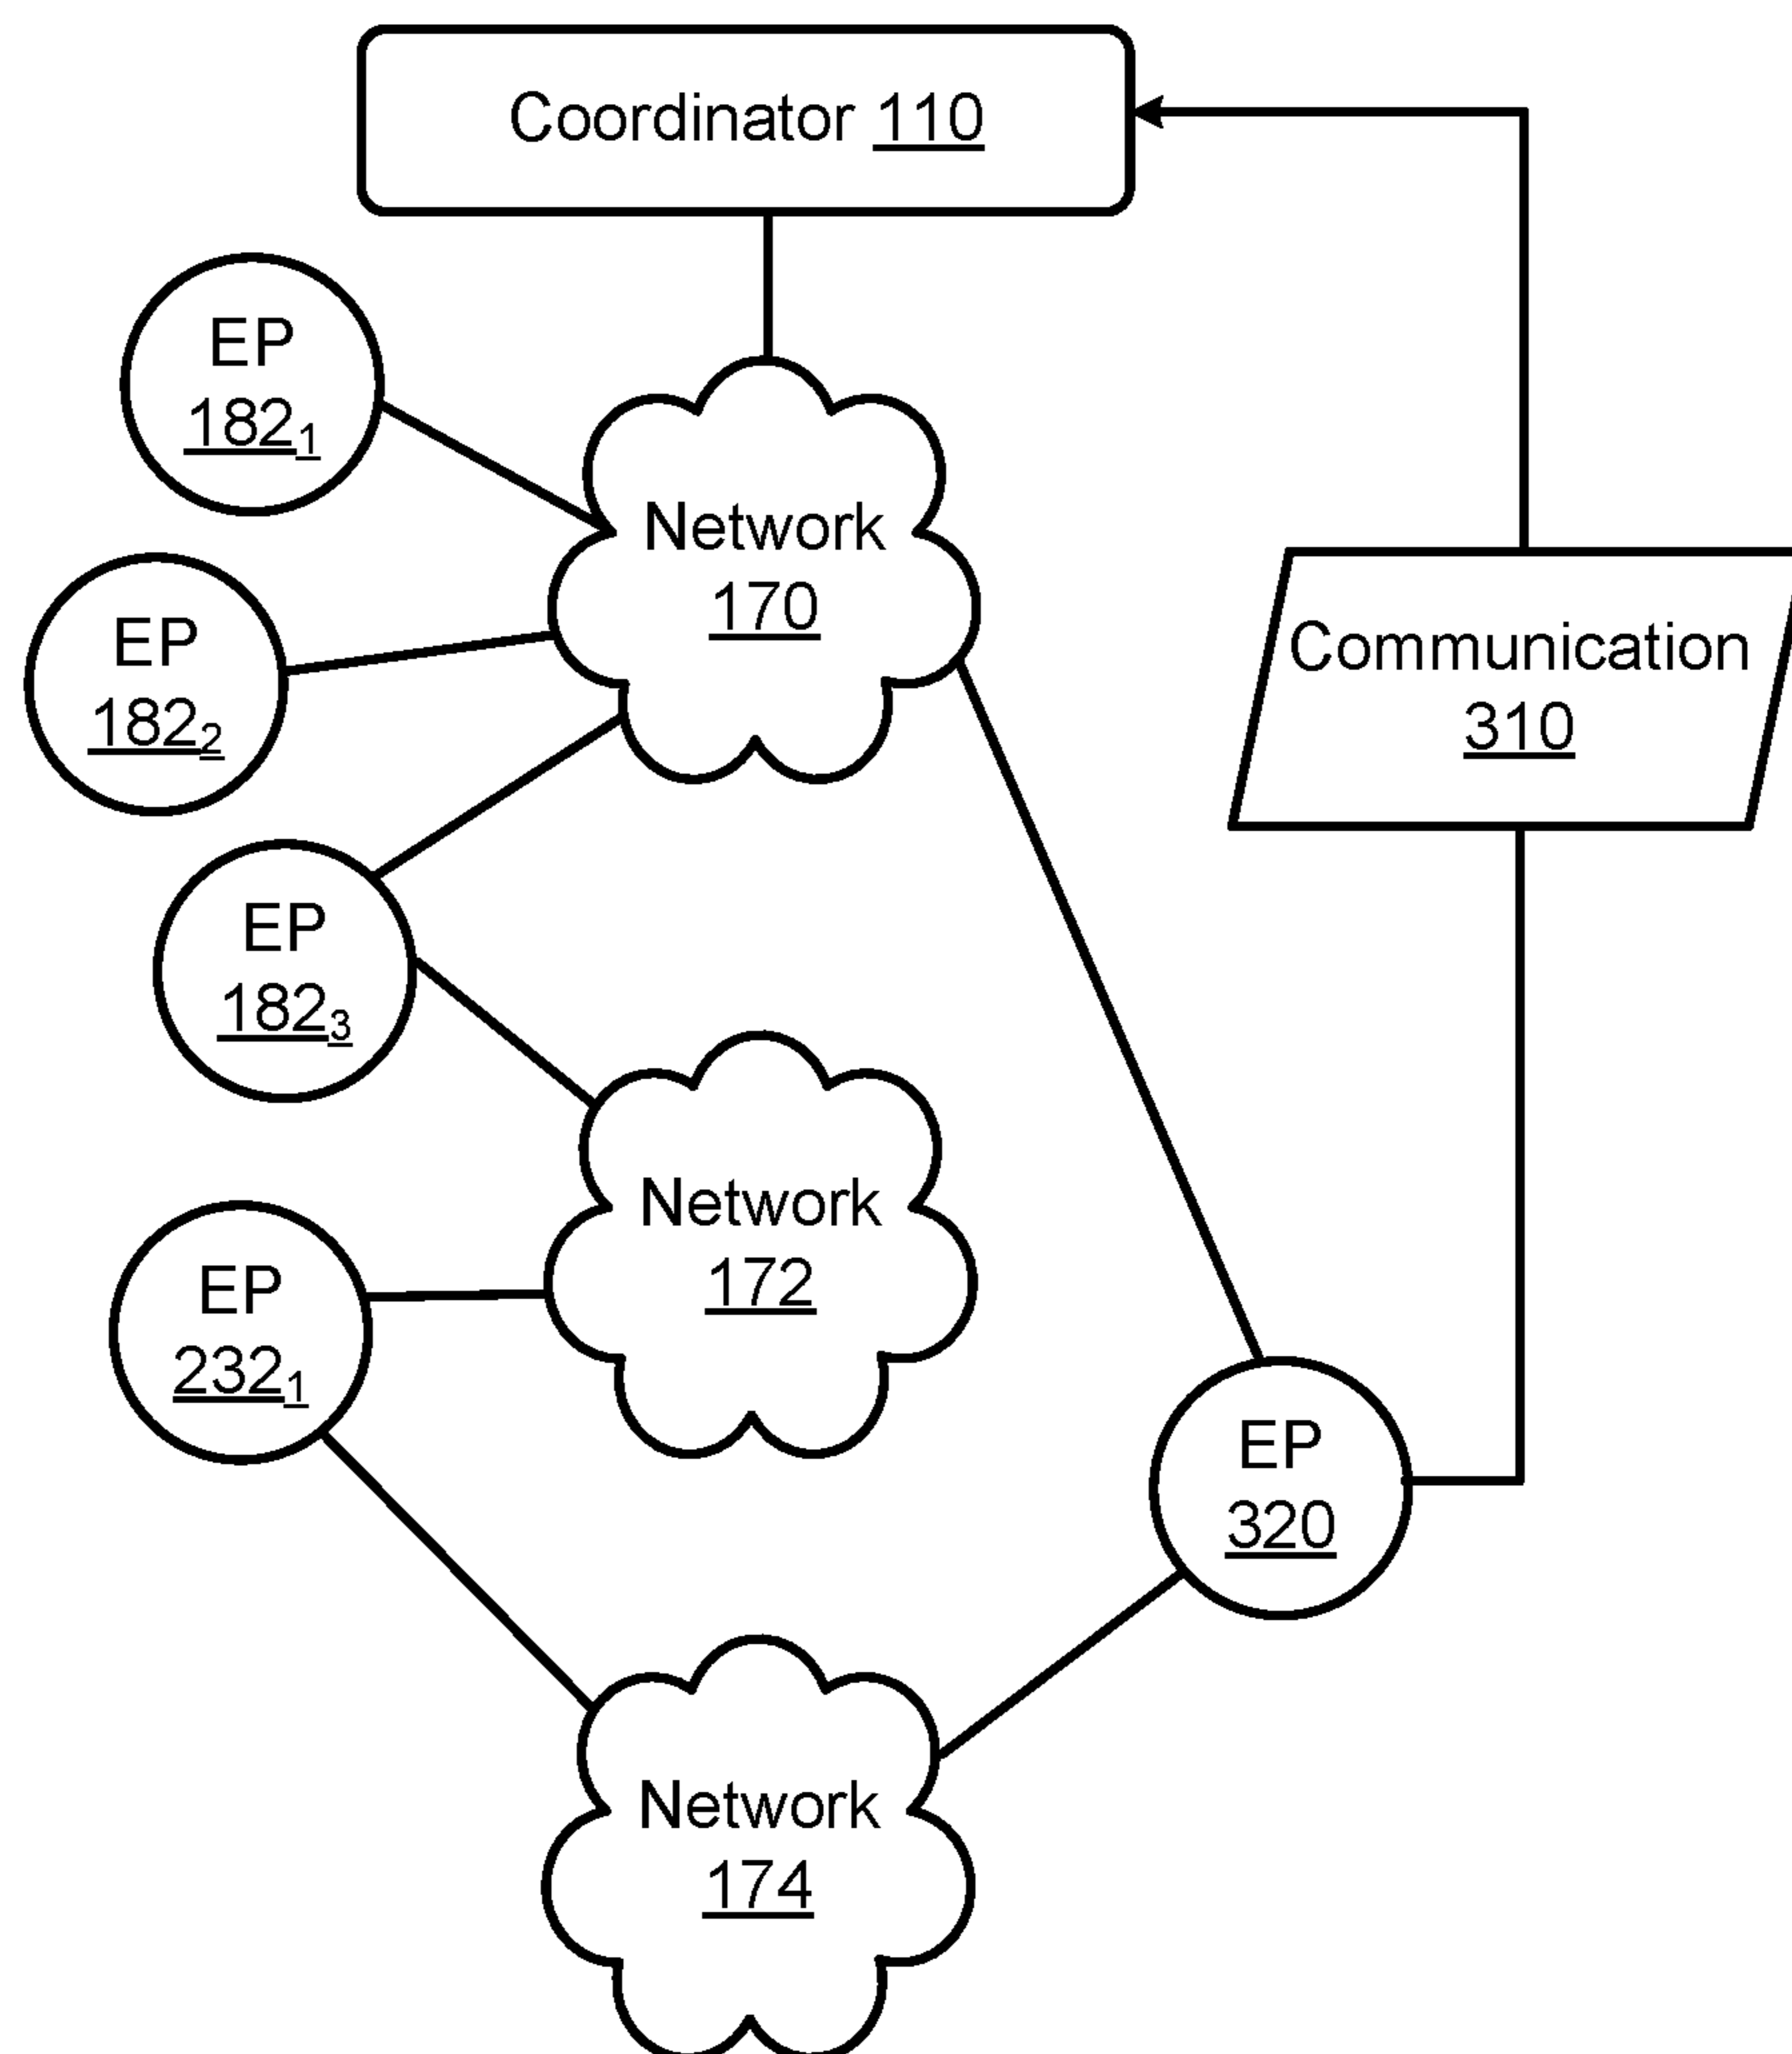 Coordinator 110
EP
182₁
Network
170
EP
182₂
Communication
310
EP
182₃
Network
172
EP
232₁
EP
320
Network
174